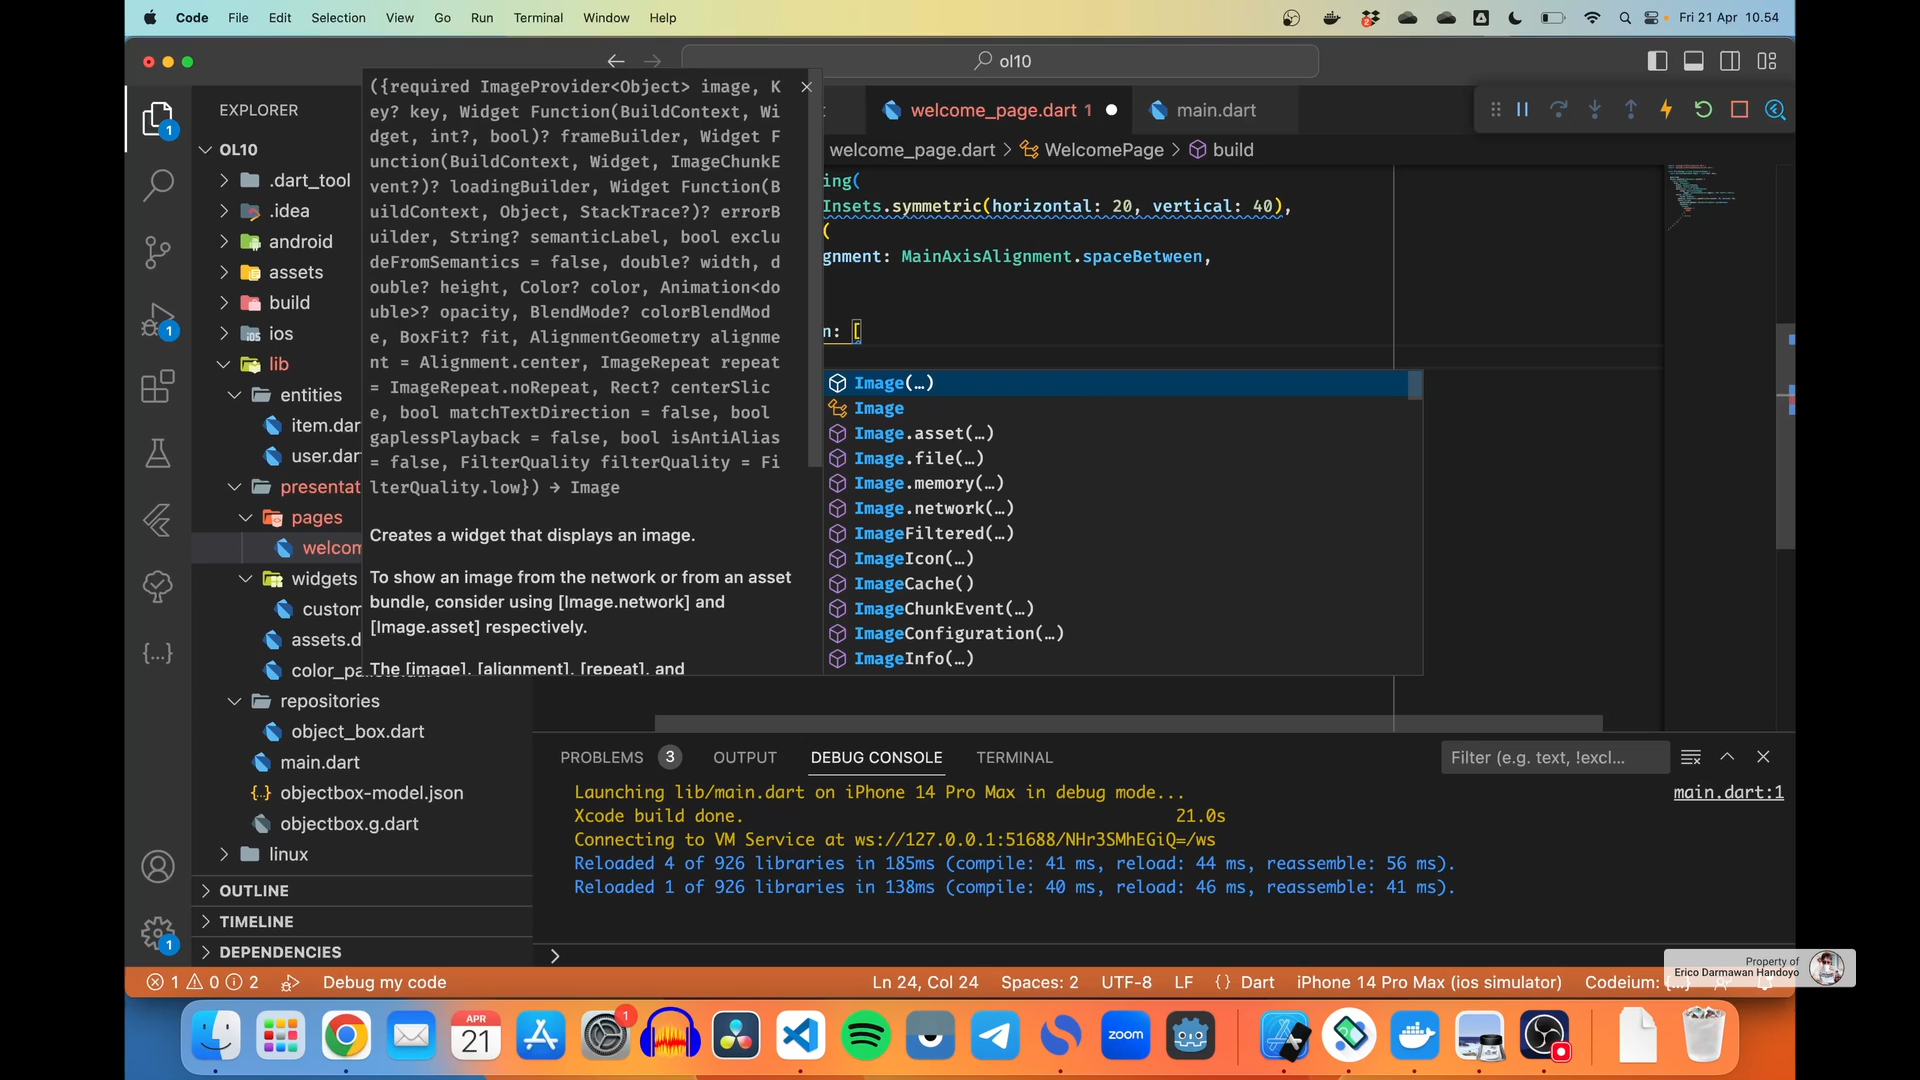 Code File Edit Selection View Go Run Terminal Window Help
2
Fri 21 Apr 10.54
ol10
EXPLORER
OL10
.dart_tool
.idea
android
assets
build
ios
lib
entities
item.dar
user.dar
presentat
pages
welcom
widgets
custom
assets.d
color_pa
repositories
object_box.dart
main.dart
{..} objectbox-model.json
objectbox.g.dart
linux
OUTLINE
TIMELINE
DEPENDENCIES
1
1
{...}
1
({required ImageProvider<Object> image, K
ey? key, Widget Function(BuildContext, Wi
dget, int?, bool)? frameBuilder, Widget F
unction(BuildContext, Widget, ImageChunkE
vent?)? loadingBuilder, Widget Function(B
uildContext, Object, StackTrace?)? errorB
uilder, String? semanticLabel, bool exclu
deFromSemantics = false, double? width, d
ouble? height, Color? color, Animation<do
uble>? opacity, BlendMode? colorBlendMod
e, BoxFit? fit, AlignmentGeometry alignme
nt = Alignment.center, ImageRepeat repeat
= ImageRepeat.noRepeat, Rect? centerSlic
e, bool matchTextDirection = false, bool
gaplessPlayback = false, bool isAntiAlias
= false, FilterQuality filterQuality = Fi
lterQuality.low}) → Image
Creates a widget that displays an image.
To show an image from the network or from an asset
bundle, consider using [Image.network] and
[Image.asset] respectively.
The [image], [alignment], [repeat], and
welcome_page.dart 1
main.dart
welcome_page.dart > WelcomePage > build
ing(
Insets.symmetric(horizontal: 20, vertical: 40),
(
gnment: MainAxisAlignment.spaceBetween,
n: [
Image(…)
Image
Image.asset(…)
Image.file(…)
Image.memory(…)
Image.network(…)
ImageFiltered(…)
ImageIcon(…)
ImageCache()
ImageChunkEvent(…)
ImageConfiguration(…)
ImageInfo(…)
PROBLEMS 3 OUTPUT DEBUG CONSOLE TERMINAL
Filter (e.g. text, !excl...
Launching lib/main.dart on iPhone 14 Pro Max in debug mode...
main.dart:1
Xcode build done. 21.0s
Connecting to VM Service at ws://127.0.0.1:51688/NHr3SMhEGiQ=/ws
Reloaded 4 of 926 libraries in 185ms (compile: 41 ms, reload: 44 ms, reassemble: 56 ms).
Reloaded 1 of 926 libraries in 138ms (compile: 40 ms, reload: 46 ms, reassemble: 41 ms).
>
Property of
Erico Darmawan Handoyo
1 0 2 Debug my code Ln 24, Col 24 Spaces: 2 UTF-8 LF {} Dart iPhone 14 Pro Max (ios simulator) Codeium: {...}
APR
21
1
zoom